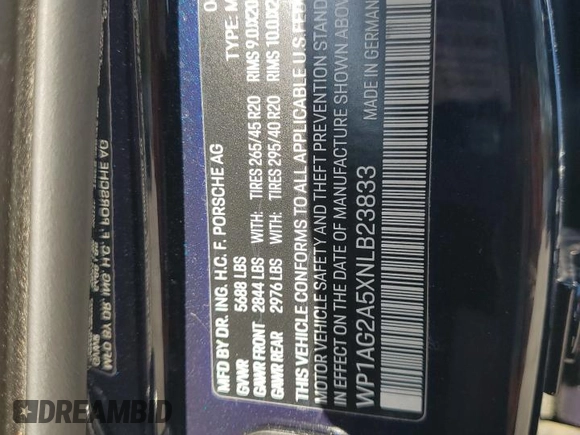 MFD BY DR. ING. H.C. F. PORSCHE AG
GVWR 5688 LBS TYPE: M
GAWR FRONT 2844 LBS WITH: TIRES 265/45 R20 RIMS 9.0JX20
GAWR REAR 2976 LBS WITH: TIRES 295/40 R20 RIMS 10.0JX20
THIS VEHICLE CONFORMS TO ALL APPLICABLE U.S. FED
MOTOR VEHICLE SAFETY AND THEFT PREVENTION STAND
IN EFFECT ON THE DATE OF MANUFACTURE SHOWN ABOV
WP1AG2A5XNLB23833 MADE IN GERMAN
DREAMBID